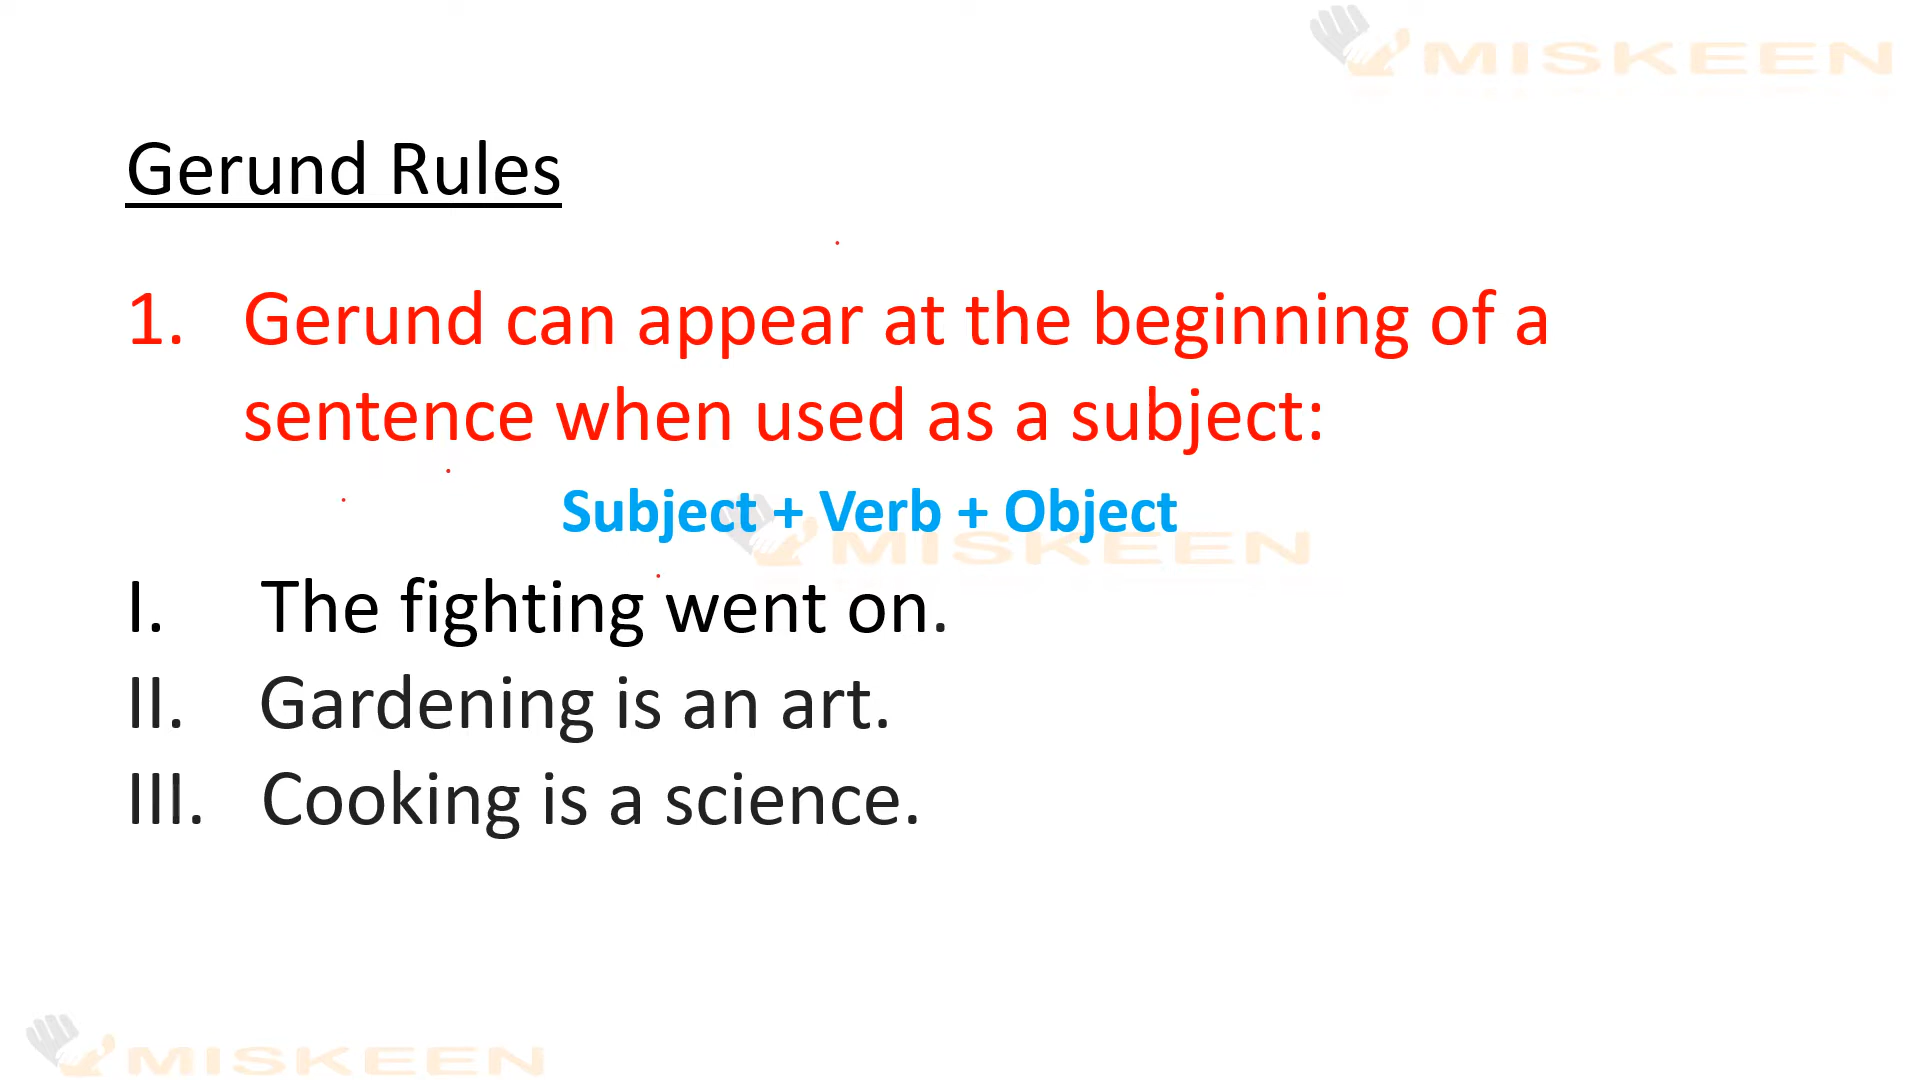 MISKEEN
Gerund Rules
1. Gerund can appear at the beginning of a
sentence when used as a subject:
Subject + Verb + Object
MISKEEN
I. The fighting went on.
II. Gardening is an art.
III. Cooking is a science.
MISKEEN